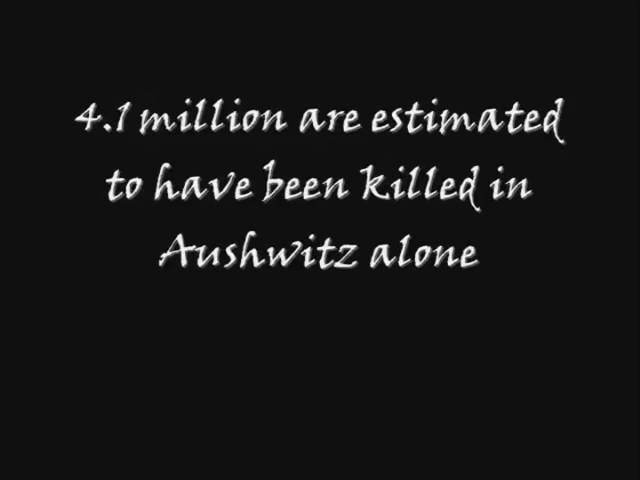 4.1 million are estimated
to have been killed in
Aushwitz alone